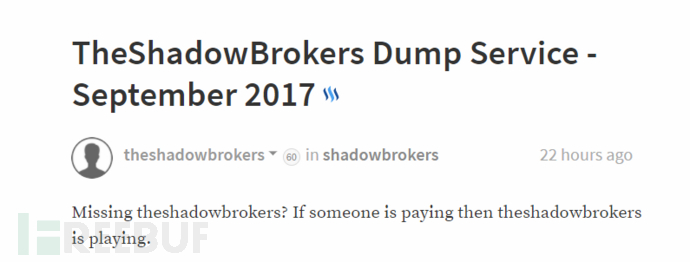 TheShadowBrokers Dump Service -
September 2017
theshadowbrokers 60 in shadowbrokers 22 hours ago
Missing theshadowbrokers? If someone is paying then theshadowbrokers
is playing.
FREEBUF